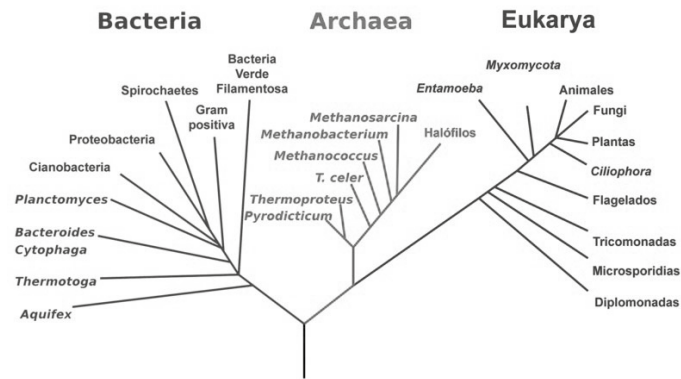 Bacteria
Archaea
Eukarya
Bacteria
Verde
Filamentosa
Spirochaetes
Gram
positiva
Proteobacteria
Cianobacteria
Planctomyces
Bacteroides
Cytophaga
Thermotoga
Aquifex
Methanosarcina
Methanobacterium
Halófilos
Methanococcus
T. celer
Thermoproteus
Pyrodicticum
Myxomycota
Entamoeba
Animales
Fungi
Plantas
Ciliophora
Flagelados
Tricomonadas
Microsporidias
Diplomonadas